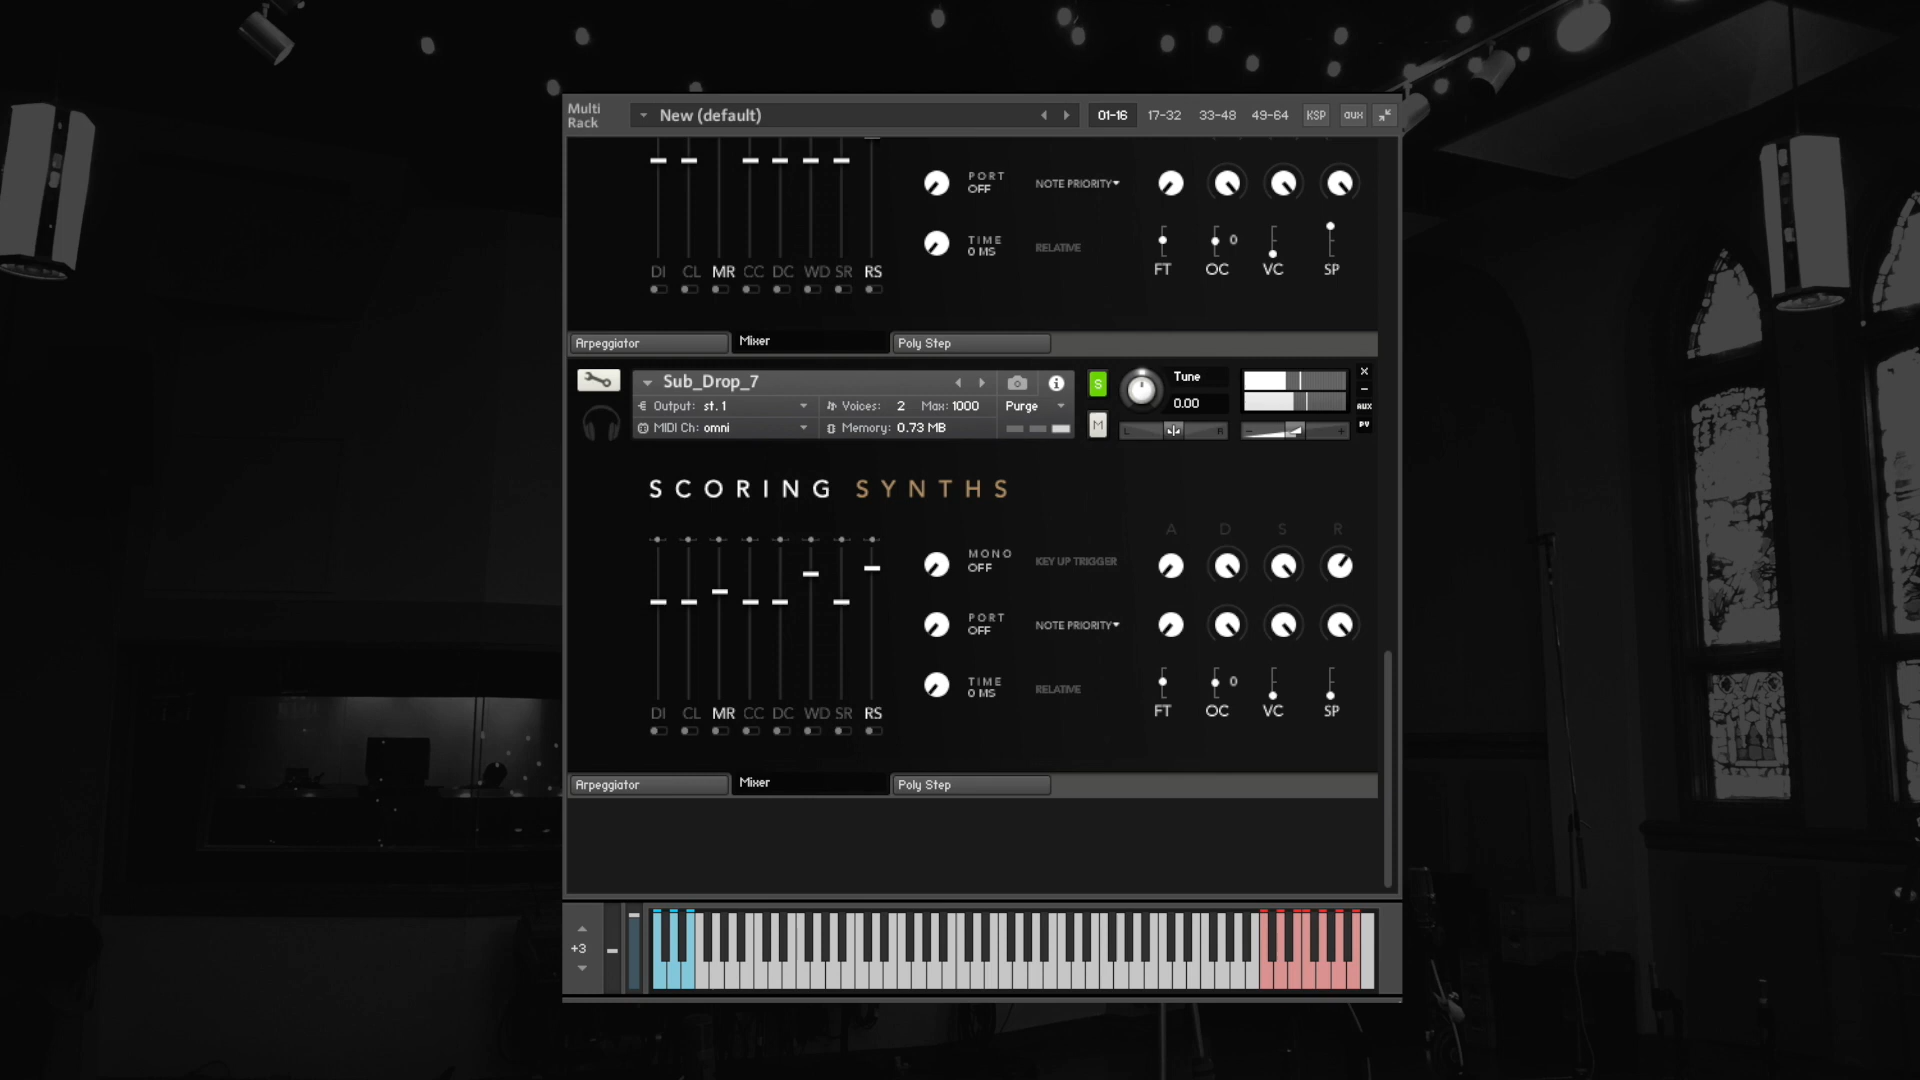 Multi
Rack
New (default)
01-16
17-32
33-48
49-64
KSP
aux
PORT
OFF
NOTE PRIORITY
TIME
0 MS
RELATIVE
FT
OC
0
VC
SP
DI
CL
MR
CC
DC
WD
SR
RS
Arpeggiator
Mixer
Poly Step
Sub_Drop_7
S
Tune
0.00
Output: st.1
Voices: 2 Max: 1000
Purge
MIDI Ch: omni
Memory: 0.73 MB
M
L
R
-
+
x
-
AUX
PV
SCORING SYNTHS
A
D
S
R
MONO
OFF
KEY UP TRIGGER
PORT
OFF
NOTE PRIORITY
TIME
0 MS
RELATIVE
FT
OC
0
VC
SP
DI
CL
MR
CC
DC
WD
SR
RS
Arpeggiator
Mixer
Poly Step
+3